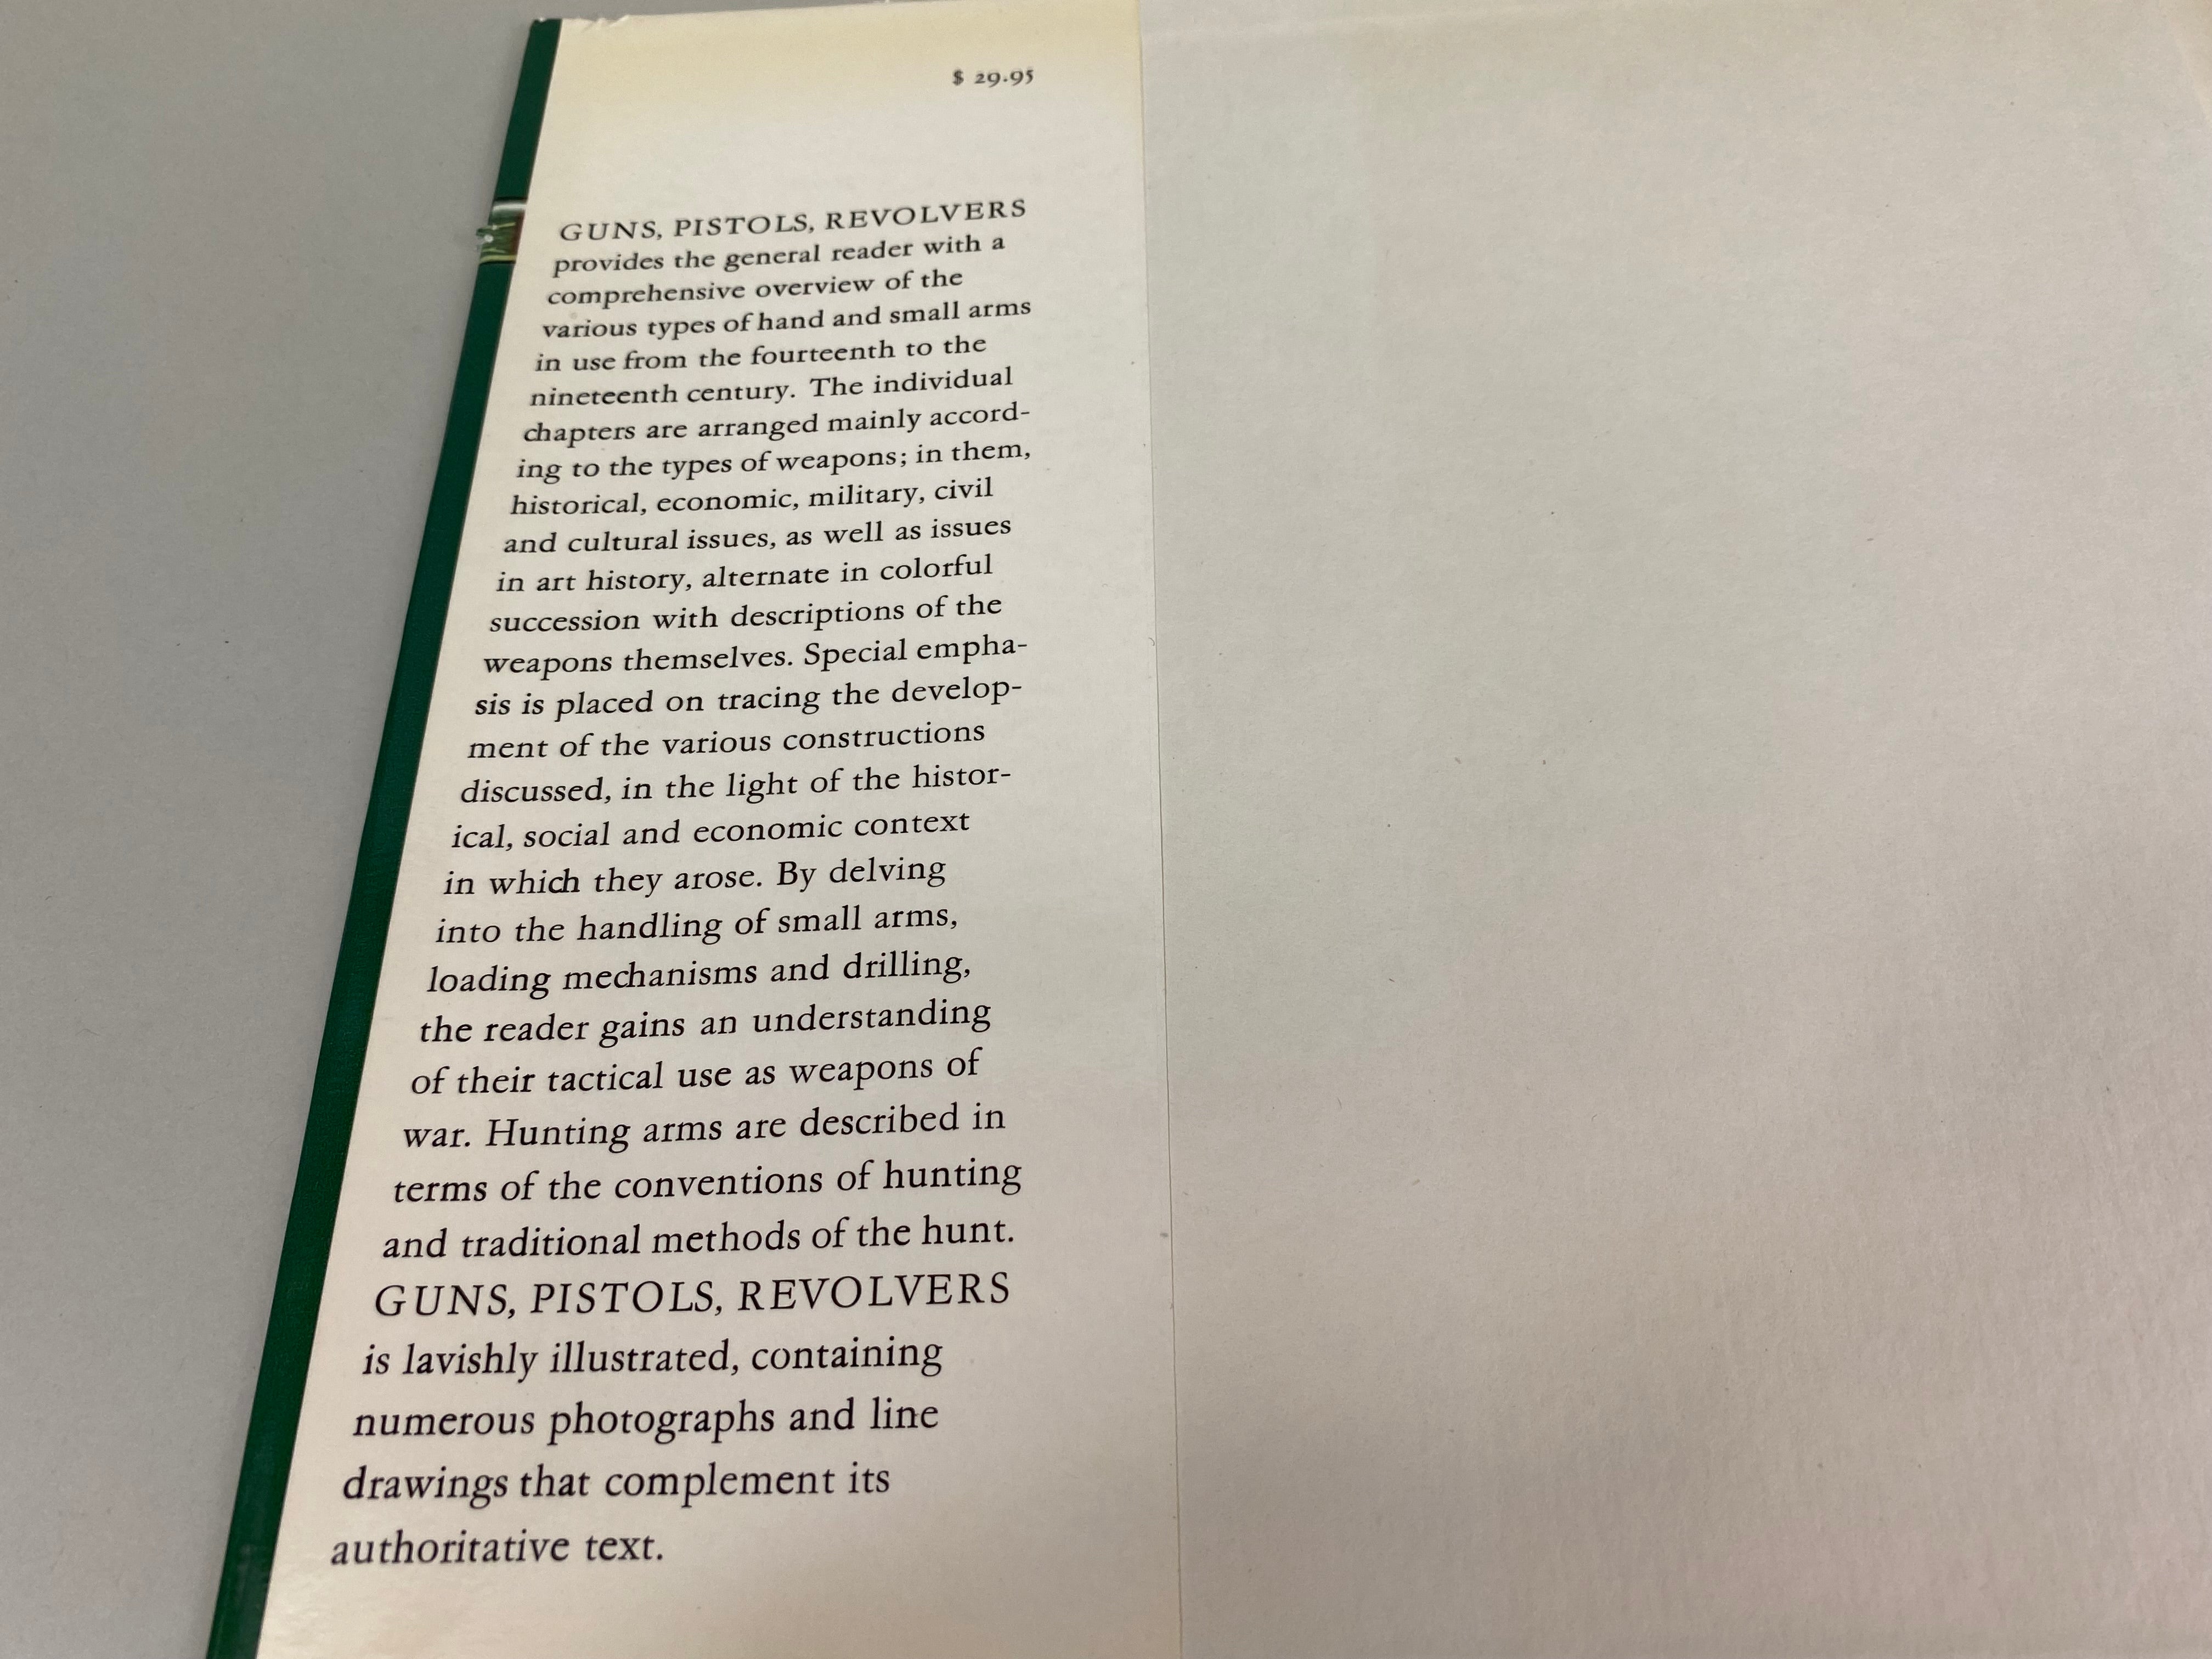 $ 29.95
GUNS, PISTOLS, REVOLVERS
provides the general reader with a
comprehensive overview of the
various types of hand and small arms
in use from the fourteenth to the
nineteenth century. The individual
chapters are arranged mainly accord-
ing to the types of weapons; in them,
historical, economic, military, civil
and cultural issues, as well as issues
in art history, alternate in colorful
succession with descriptions of the
weapons themselves. Special empha-
sis is placed on tracing the develop-
ment of the various constructions
discussed, in the light of the histor-
ical, social and economic context
in which they arose. By delving
into the handling of small arms,
loading mechanisms and drilling,
the reader gains an understanding
of their tactical use as weapons of
war. Hunting arms are described in
terms of the conventions of hunting
and traditional methods of the hunt.
GUNS, PISTOLS, REVOLVERS
is lavishly illustrated, containing
numerous photographs and line
drawings that complement its
authoritative text.